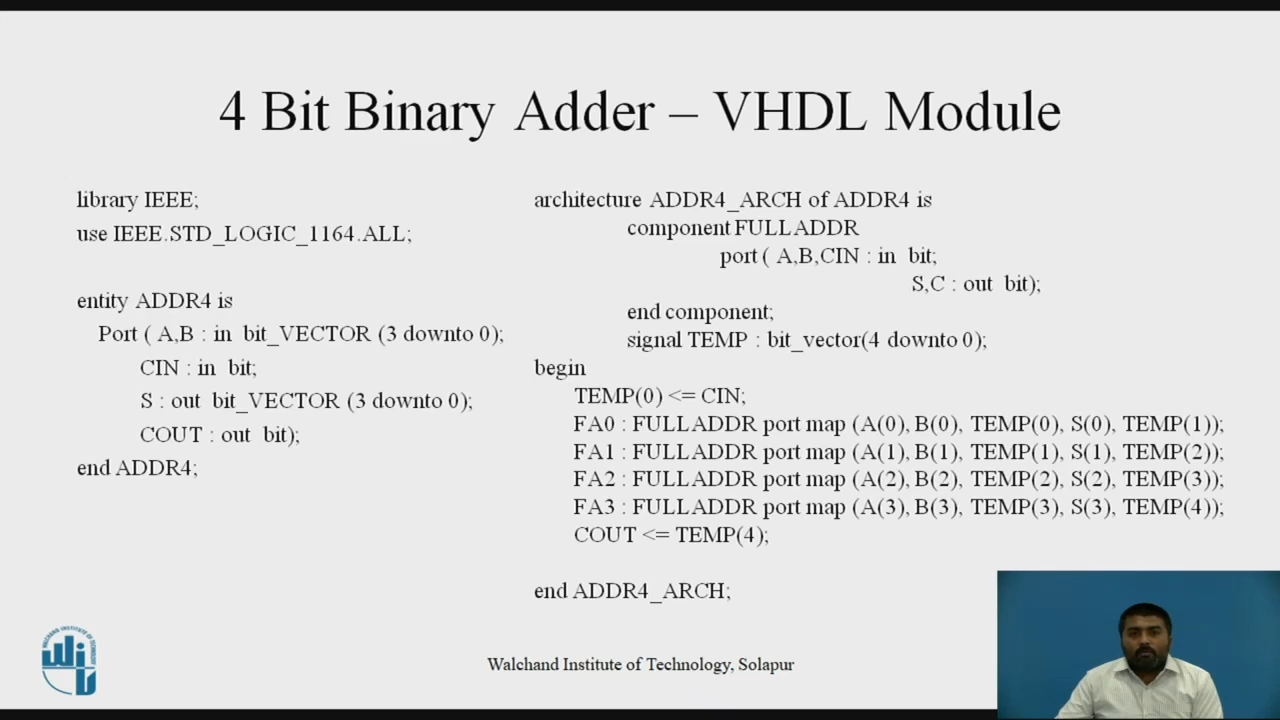 4 Bit Binary Adder – VHDL Module
library IEEE;
use IEEE.STD_LOGIC_1164.ALL;
entity ADDR4 is
Port ( A,B : in bit_VECTOR (3 downto 0);
CIN : in bit;
S : out bit_VECTOR (3 downto 0);
COUT : out bit);
end ADDR4;
architecture ADDR4_ARCH of ADDR4 is
component FULLADDR
port ( A,B,CIN : in bit;
S,C : out bit);
end component;
signal TEMP : bit_vector(4 downto 0);
begin
TEMP(0) <= CIN;
FA0 : FULLADDR port map (A(0), B(0), TEMP(0), S(0), TEMP(1));
FA1 : FULLADDR port map (A(1), B(1), TEMP(1), S(1), TEMP(2));
FA2 : FULLADDR port map (A(2), B(2), TEMP(2), S(2), TEMP(3));
FA3 : FULLADDR port map (A(3), B(3), TEMP(3), S(3), TEMP(4));
COUT <= TEMP(4);
end ADDR4_ARCH;
WALCHAND INSTITUTE OF TECHNOLOGY
WiT
Walchand Institute of Technology, Solapur